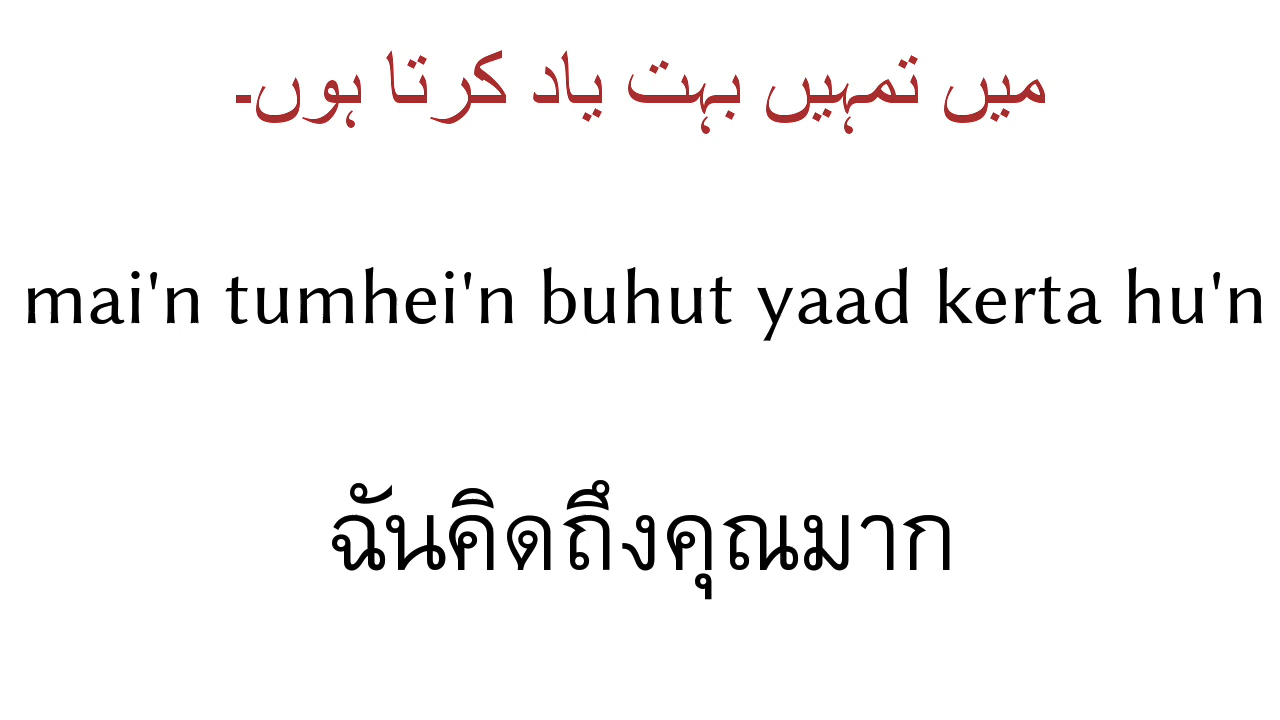 میں تمہیں بہت یاد کرتا ہوں۔
mai'n tumhei'n buhut yaad kerta hu'n
ฉันคิดถึงคุณมาก